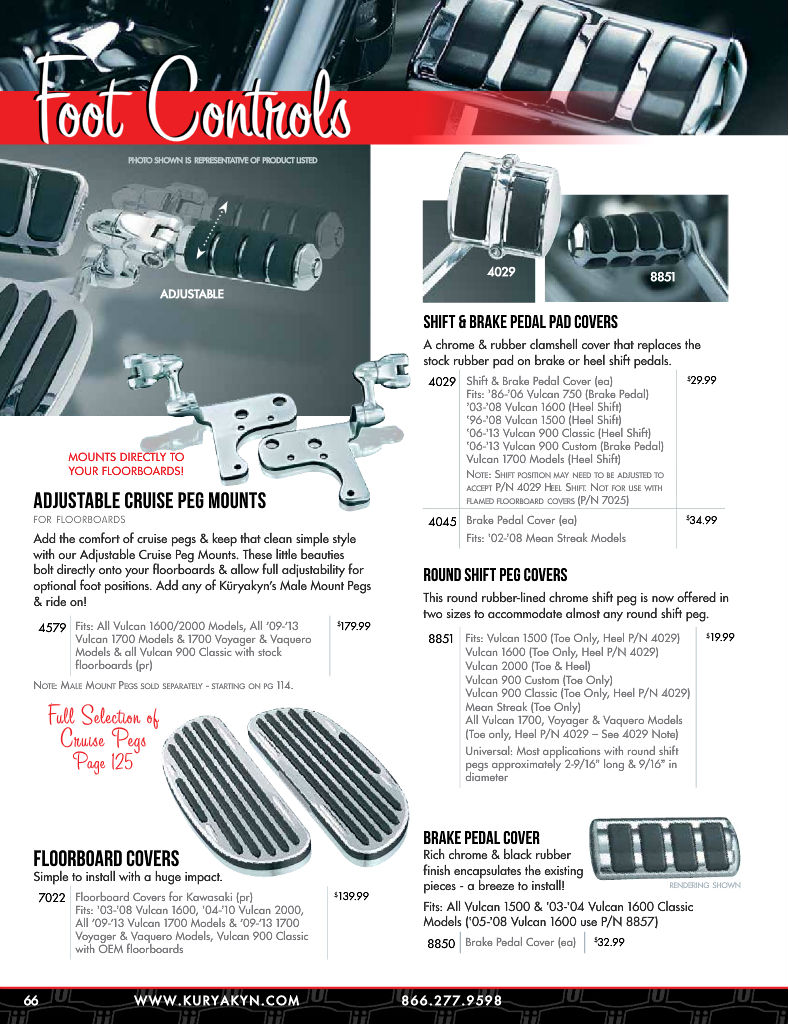 Foot Controls
PHOTO SHOWN IS REPRESENTATIVE OF PRODUCT LISTED
ADJUSTABLE
MOUNTS DIRECTLY TO
YOUR FLOORBOARDS!
ADJUSTABLE CRUISE PEG MOUNTS
FOR FLOORBOARDS
Add the comfort of cruise pegs & keep that clean simple style
with our Adjustable Cruise Peg Mounts. These little beauties
bolt directly onto your floorboards & allow full adjustability for
optional foot positions. Add any of Küryakyn's Male Mount Pegs
& ride on!
4579 Fits: All Vulcan 1600/2000 Models, All '09-'13 $179.99
Vulcan 1700 Models & 1700 Voyager & Vaquero
Models & all Vulcan 900 Classic with stock
floorboards (pr)
NOTE: MALE MOUNT PEGS SOLD SEPARATELY - STARTING ON PG 114.
Full Selection of
Cruise Pegs
Page 125
FLOORBOARD COVERS
Simple to install with a huge impact.
7022 Floorboard Covers for Kawasaki (pr) $139.99
Fits: '03-'08 Vulcan 1600, '04-'10 Vulcan 2000,
All '09-'13 Vulcan 1700 Models & '09-'13 1700
Voyager & Vaquero Models, Vulcan 900 Classic
with OEM floorboards
4029
8851
SHIFT & BRAKE PEDAL PAD COVERS
A chrome & rubber clamshell cover that replaces the
stock rubber pad on brake or heel shift pedals.
4029 Shift & Brake Pedal Cover (ea) $29.99
Fits: '86-'06 Vulcan 750 (Brake Pedal)
'03-'08 Vulcan 1600 (Heel Shift)
'96-'08 Vulcan 1500 (Heel Shift)
'06-'13 Vulcan 900 Classic (Heel Shift)
'06-'13 Vulcan 900 Custom (Brake Pedal)
Vulcan 1700 Models (Heel Shift)
NOTE: SHIFT POSITION MAY NEED TO BE ADJUSTED TO
ACCEPT P/N 4029 HEEL SHIFT. NOT FOR USE WITH
FLAMED FLOORBOARD COVERS (P/N 7025)
4045 Brake Pedal Cover (ea) $34.99
Fits: '02-'08 Mean Streak Models
ROUND SHIFT PEG COVERS
This round rubber-lined chrome shift peg is now offered in
two sizes to accommodate almost any round shift peg.
8851 Fits: Vulcan 1500 (Toe Only, Heel P/N 4029) $19.99
Vulcan 1600 (Toe Only, Heel P/N 4029)
Vulcan 2000 (Toe & Heel)
Vulcan 900 Custom (Toe Only)
Vulcan 900 Classic (Toe Only, Heel P/N 4029)
Mean Streak (Toe Only)
All Vulcan 1700, Voyager & Vaquero Models
(Toe only, Heel P/N 4029 – See 4029 Note)
Universal: Most applications with round shift
pegs approximately 2-9/16" long & 9/16" in
diameter
BRAKE PEDAL COVER
Rich chrome & black rubber
finish encapsulates the existing
pieces - a breeze to install!
RENDERING SHOWN
Fits: All Vulcan 1500 & '03-'04 Vulcan 1600 Classic
Models ('05-'08 Vulcan 1600 use P/N 8857)
8850 Brake Pedal Cover (ea) $32.99
66 WWW.KURYAKYN.COM 866.277.9598